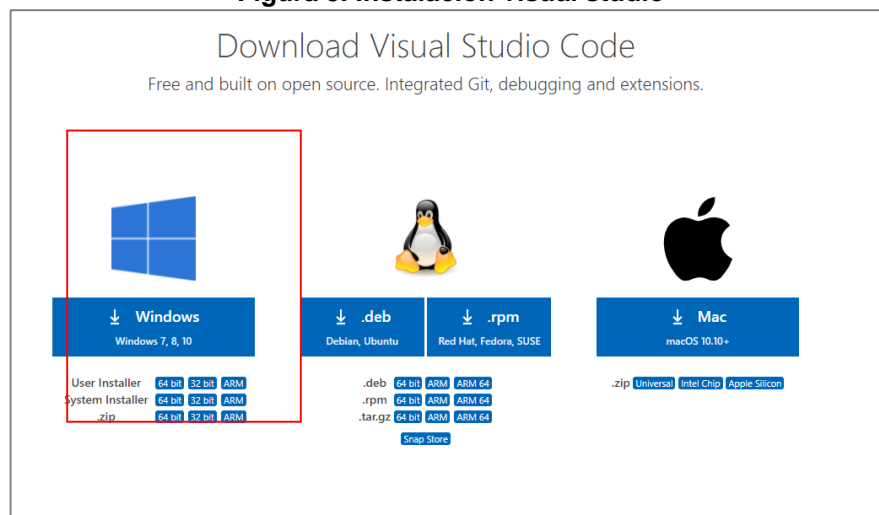 Download Visual Studio Code
Free and built on open source. Integrated Git, debugging and extensions.
Windows
Windows 7, 8, 10
User Installer 64 bit 32 bit ARM
System Installer 64 bit 32 bit ARM
.zip 64 bit 32 bit ARM
.deb
Debian, Ubuntu
.rpm
Red Hat, Fedora, SUSE
.deb 64 bit ARM ARM 64
.rpm 64 bit ARM ARM 64
.tar.gz 64 bit ARM ARM 64
Snap Store
Mac
macOS 10.10+
.zip Universal Intel Chip Apple Silicon